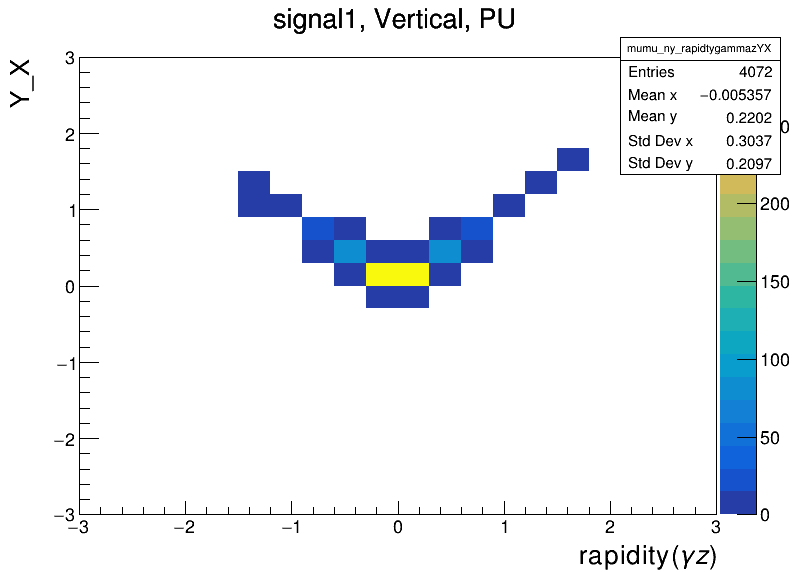 signal1, Vertical, PU
mumu_ny_rapidtygammazYX
Entries 4072
Mean x −0.005357
Mean y 0.2202
Std Dev x 0.3037
Std Dev y 0.2097
Y_X
3
2
1
0
−1
−2
−3
−3 −2 −1 0 1 2 3
rapidity(γz)
0
200
150
100
50
0